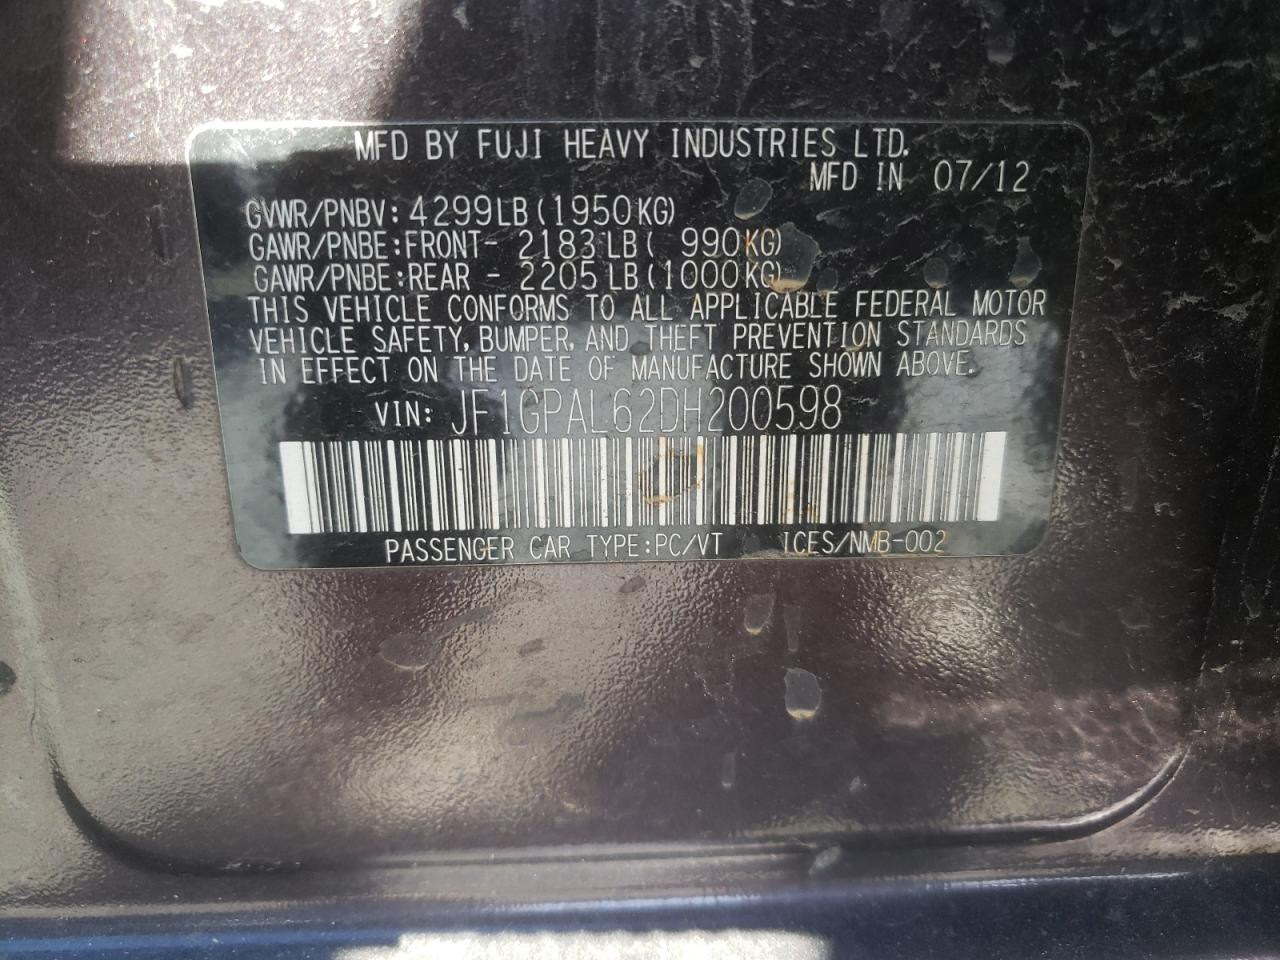 MFD BY FUJI HEAVY INDUSTRIES LTD.
MFD IN 07/12
GVWR/PNBV: 4299LB(1950KG)
GAWR/PNBE:FRONT- 2183LB( 990KG)
GAWR/PNBE:REAR - 2205LB(1000KG)
THIS VEHICLE CONFORMS TO ALL APPLICABLE FEDERAL MOTOR
VEHICLE SAFETY, BUMPER, AND THEFT PREVENTION STANDARDS
IN EFFECT ON THE DATE OF MANUFACTURE SHOWN ABOVE.
VIN: JF1GPAL62DH200598
PASSENGER CAR TYPE:PC/VT ICES/NMB-002